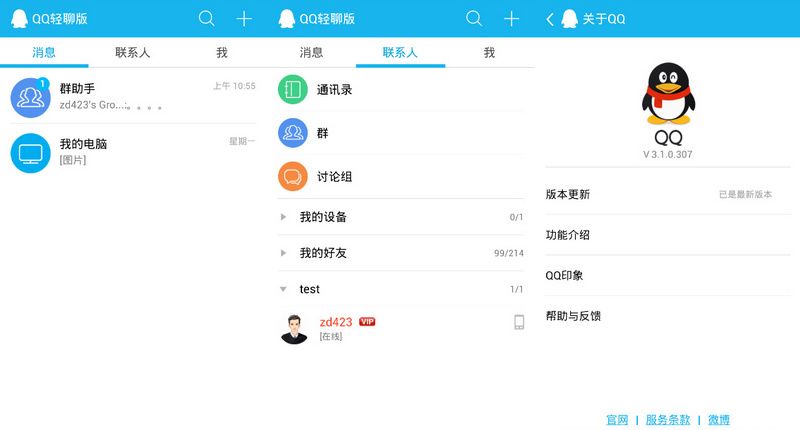 QQ轻聊版
消息 联系人 我
1
群助手 上午 10:55
zd423's Gro...:。。。。
我的电脑 星期一
[图片]
QQ轻聊版
消息 联系人 我
通讯录
群
讨论组
我的设备 0/1
我的好友 99/214
test 1/1
zd423 VIP
[在线]
关于QQ
QQ
V 3.1.0.307
版本更新 已是最新版本
功能介绍
QQ印象
帮助与反馈
官网 | 服务条款 | 微博